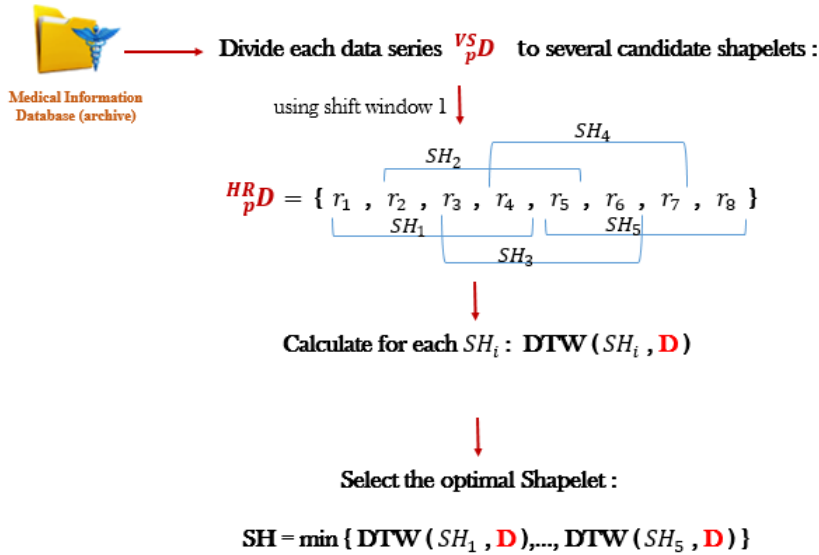 Divide each data series ^{VS}_{p}D to several candidate shapelets :
Medical Information
Database (archive)
using shift window 1
SH₄
SH₂
^{HR}_{p}D = { r₁ , r₂ , r₃ , r₄ , r₅ , r₆ , r₇ , r₈ }
SH₁ SH₅
SH₃
Calculate for each SHᵢ : DTW ( SHᵢ , D )
Select the optimal Shapelet :
SH = min { DTW ( SH₁ , D ),..., DTW ( SH₅ , D ) }